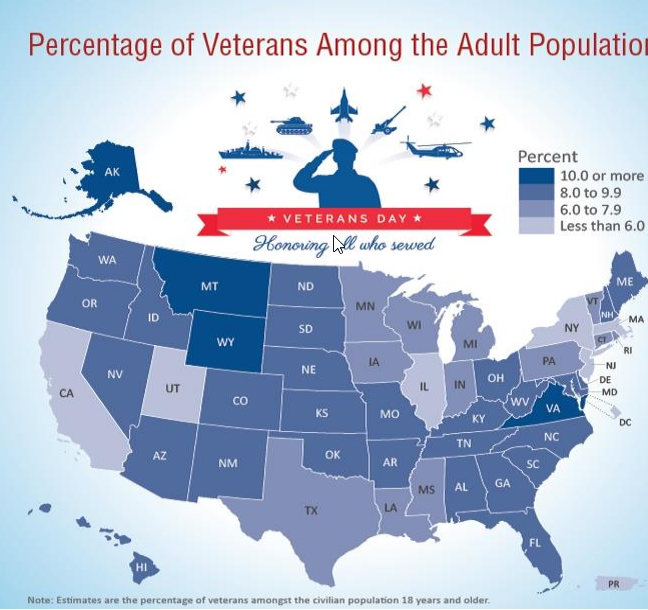 Percentage of Veterans Among the Adult Population
Percent
10.0 or more
8.0 to 9.9
6.0 to 7.9
Less than 6.0
VETERANS DAY
Honoring all who served
AK
WA
MT
ND
MN
ME
VT
NH
MA
OR
ID
SD
WI
NY
WY
MI
CT
RI
NV
UT
NE
IA
PA
NJ
CA
CO
IL
IN
OH
DE
MD
KS
MO
WV
VA
DC
KY
AZ
NM
OK
AR
TN
NC
SC
MS
AL
GA
TX
LA
FL
HI
PR
Note: Estimates are the percentage of veterans amongst the civilian population 18 years and older.